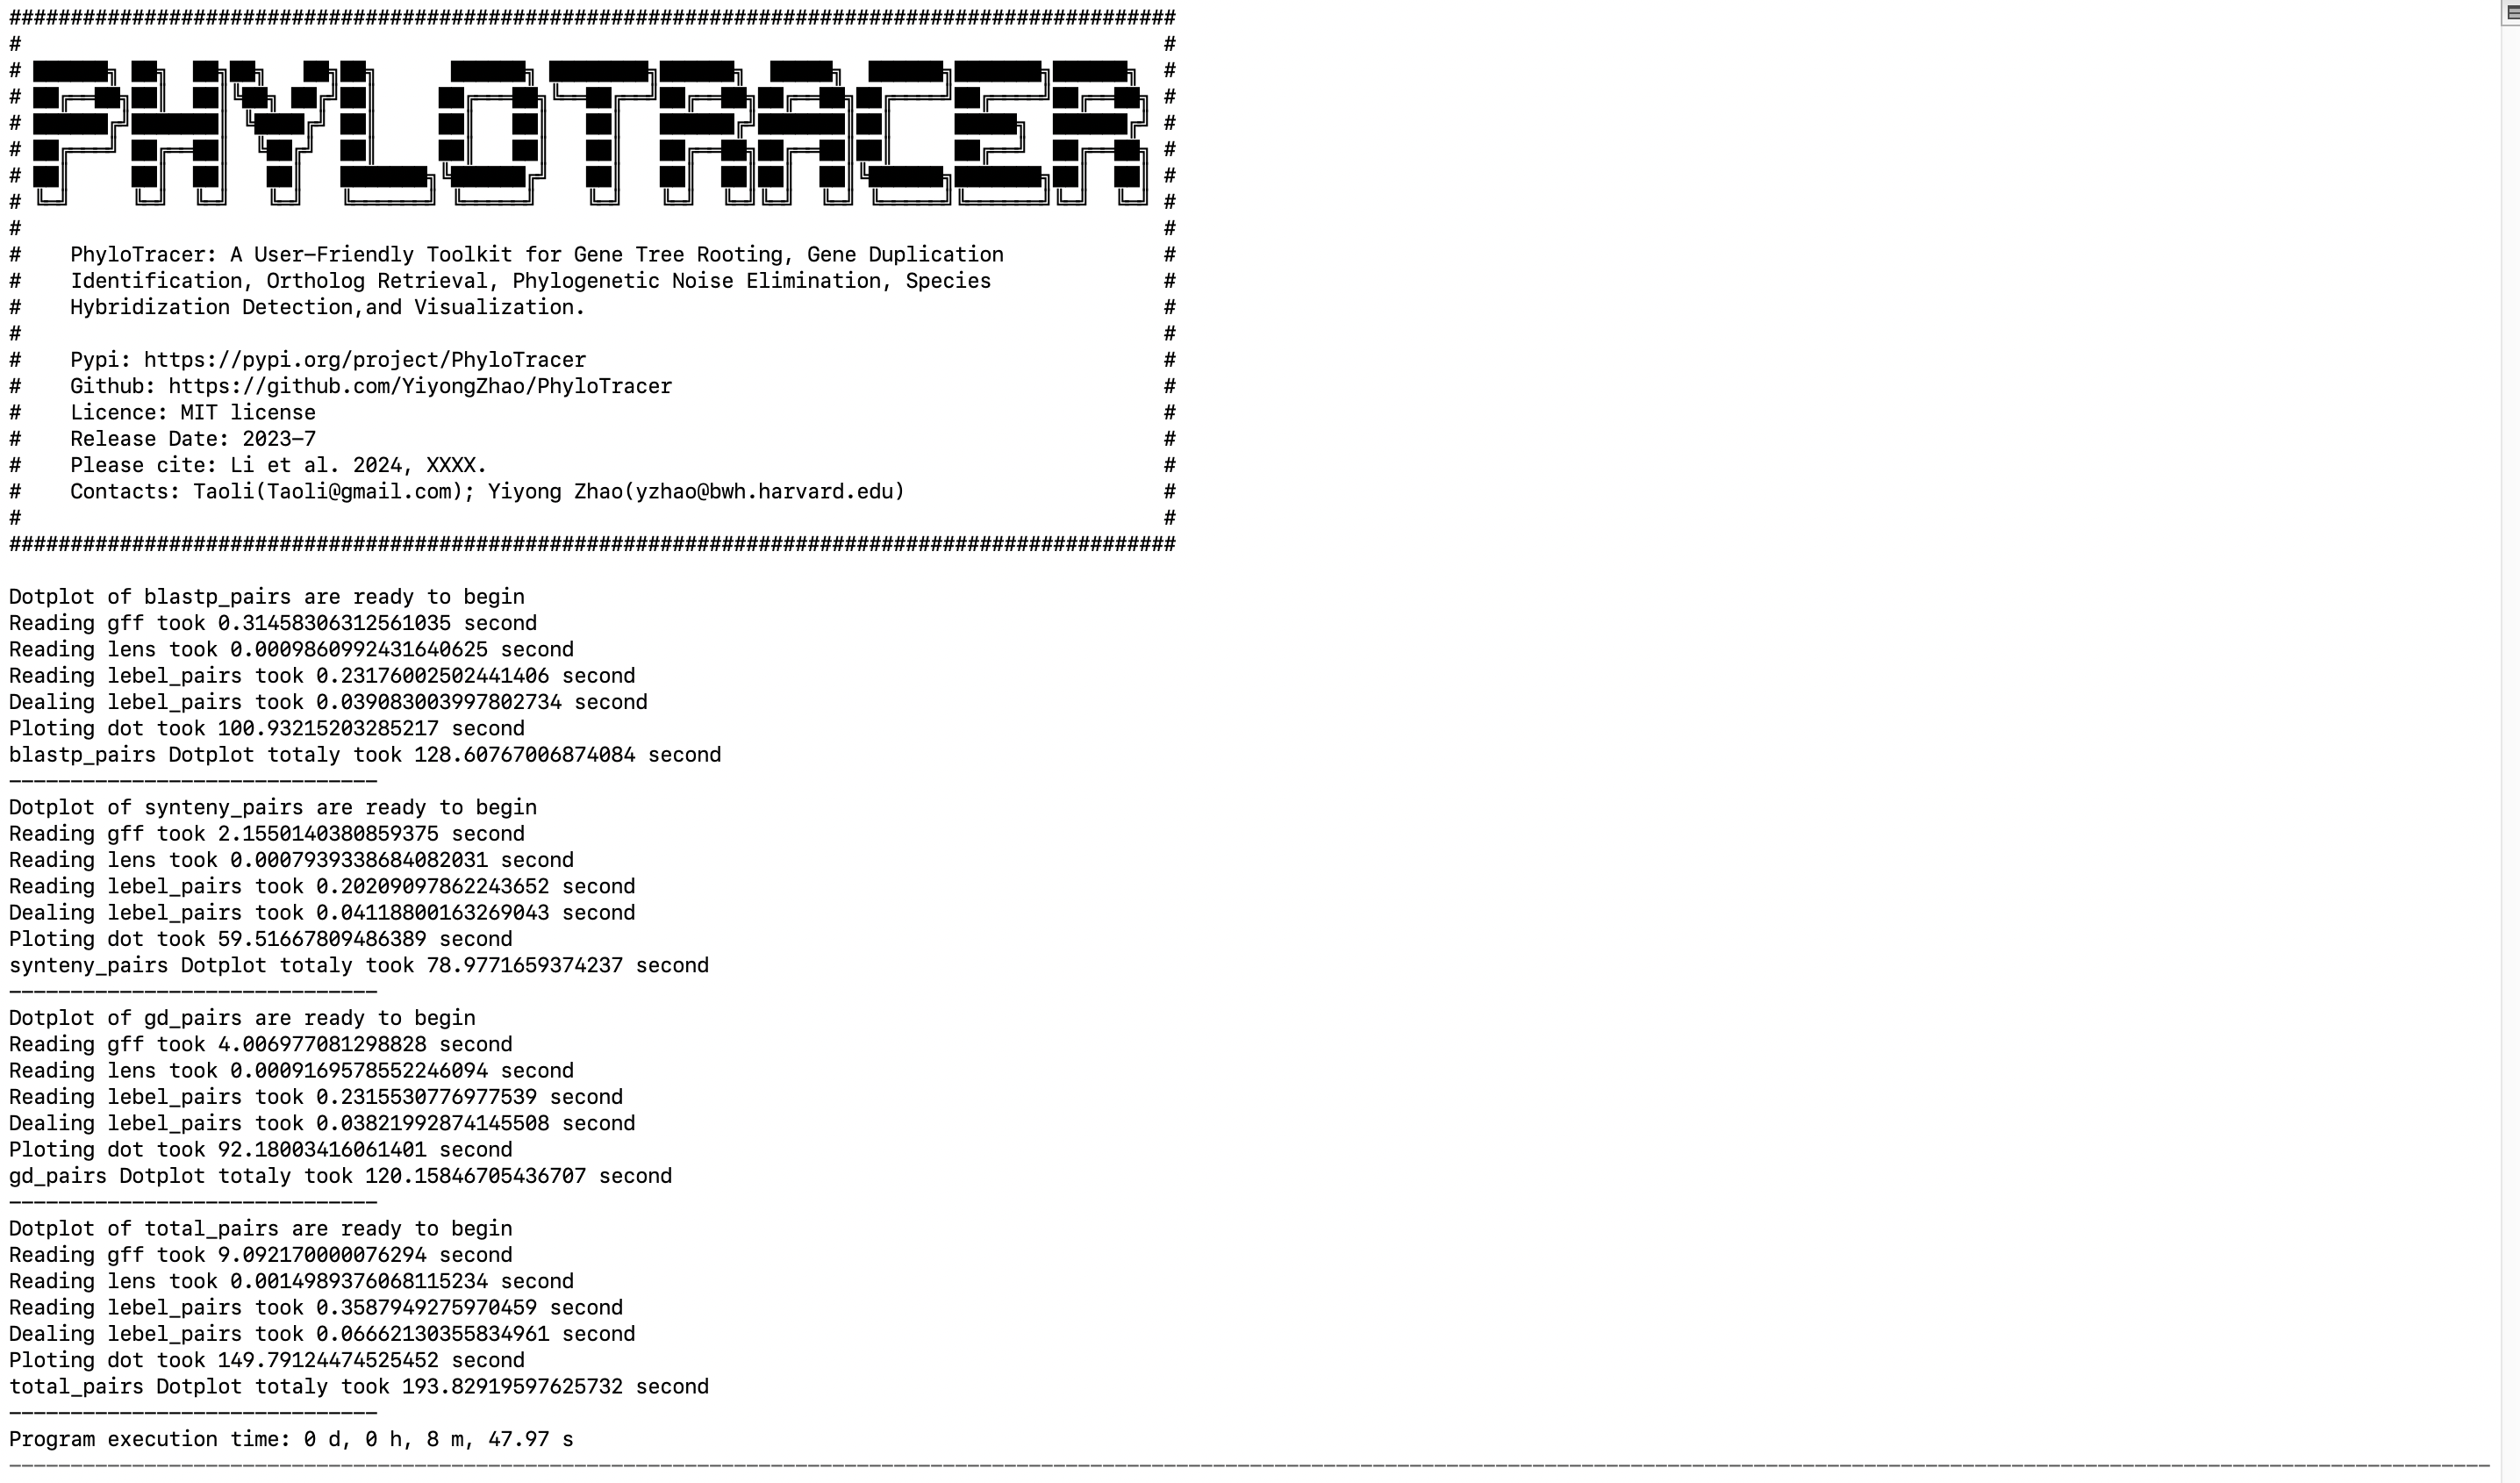 ###############################################################################################
#                                                                                             #
# ██████╗ ██╗  ██╗██╗   ██╗██╗      ██████╗ ████████╗██████╗  █████╗  ██████╗███████╗██████╗  #
# ██╔══██╗██║  ██║╚██╗ ██╔╝██║     ██╔═══██╗╚══██╔══╝██╔══██╗██╔══██╗██╔════╝██╔════╝██╔══██╗ #
# ██████╔╝███████║ ╚████╔╝ ██║     ██║   ██║   ██║   ██████╔╝███████║██║     █████╗  ██████╔╝ #
# ██╔═══╝ ██╔══██║  ╚██╔╝  ██║     ██║   ██║   ██║   ██╔══██╗██╔══██║██║     ██╔══╝  ██╔══██╗ #
# ██║     ██║  ██║   ██║   ███████╗╚██████╔╝   ██║   ██║  ██║██║  ██║╚██████╗███████╗██║  ██║ #
# ╚═╝     ╚═╝  ╚═╝   ╚═╝   ╚══════╝ ╚═════╝    ╚═╝   ╚═╝  ╚═╝╚═╝  ╚═╝ ╚═════╝╚══════╝╚═╝  ╚═╝ #
#                                                                                             #
#    PhyloTracer: A User-Friendly Toolkit for Gene Tree Rooting, Gene Duplication             #
#    Identification, Ortholog Retrieval, Phylogenetic Noise Elimination, Species              #
#    Hybridization Detection,and Visualization.                                               #
#                                                                                             #
#    Pypi: https://pypi.org/project/PhyloTracer                                               #
#    Github: https://github.com/YiyongZhao/PhyloTracer                                        #
#    Licence: MIT license                                                                     #
#    Release Date: 2023-7                                                                     #
#    Please cite: Li et al. 2024, XXXX.                                                       #
#    Contacts: Taoli(Taoli@gmail.com); Yiyong Zhao(yzhao@bwh.harvard.edu)                     #
#                                                                                             #
###############################################################################################
Dotplot of blastp_pairs are ready to begin
Reading gff took 0.31458306312561035 second
Reading lens took 0.0009860992431640625 second
Reading lebel_pairs took 0.23176002502441406 second
Dealing lebel_pairs took 0.039083003997802734 second
Ploting dot took 100.93215203285217 second
blastp_pairs Dotplot totaly took 128.60767006874084 second
------------------------------
Dotplot of synteny_pairs are ready to begin
Reading gff took 2.1550140380859375 second
Reading lens took 0.0007939338684082031 second
Reading lebel_pairs took 0.20209097862243652 second
Dealing lebel_pairs took 0.04118800163269043 second
Ploting dot took 59.51667809486389 second
synteny_pairs Dotplot totaly took 78.9771659374237 second
------------------------------
Dotplot of gd_pairs are ready to begin
Reading gff took 4.006977081298828 second
Reading lens took 0.0009169578552246094 second
Reading lebel_pairs took 0.2315530776977539 second
Dealing lebel_pairs took 0.03821992874145508 second
Ploting dot took 92.18003416061401 second
gd_pairs Dotplot totaly took 120.15846705436707 second
------------------------------
Dotplot of total_pairs are ready to begin
Reading gff took 9.092170000076294 second
Reading lens took 0.0014989376068115234 second
Reading lebel_pairs took 0.3587949275970459 second
Dealing lebel_pairs took 0.06662130355834961 second
Ploting dot took 149.79124474525452 second
total_pairs Dotplot totaly took 193.82919597625732 second
------------------------------
Program execution time: 0 d, 0 h, 8 m, 47.97 s